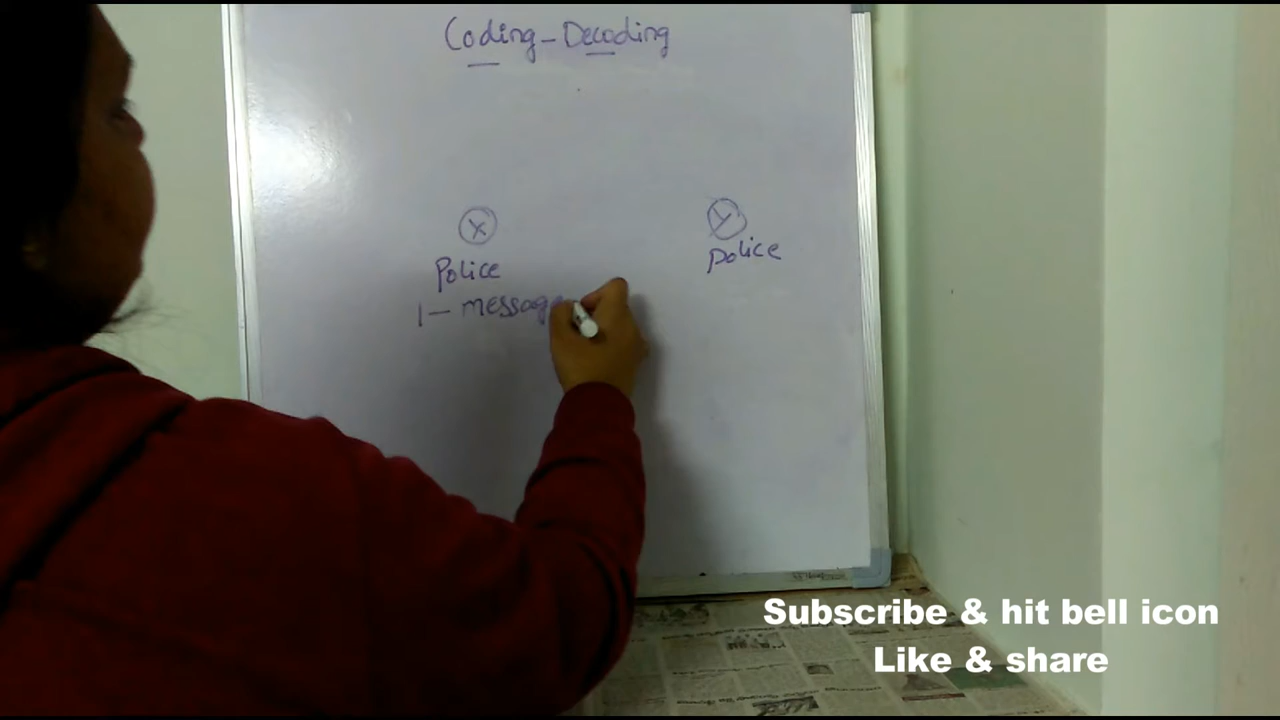 Coding - Decoding
X
Y
Police
Police
1 - message
Subscribe & hit bell icon
Like & share